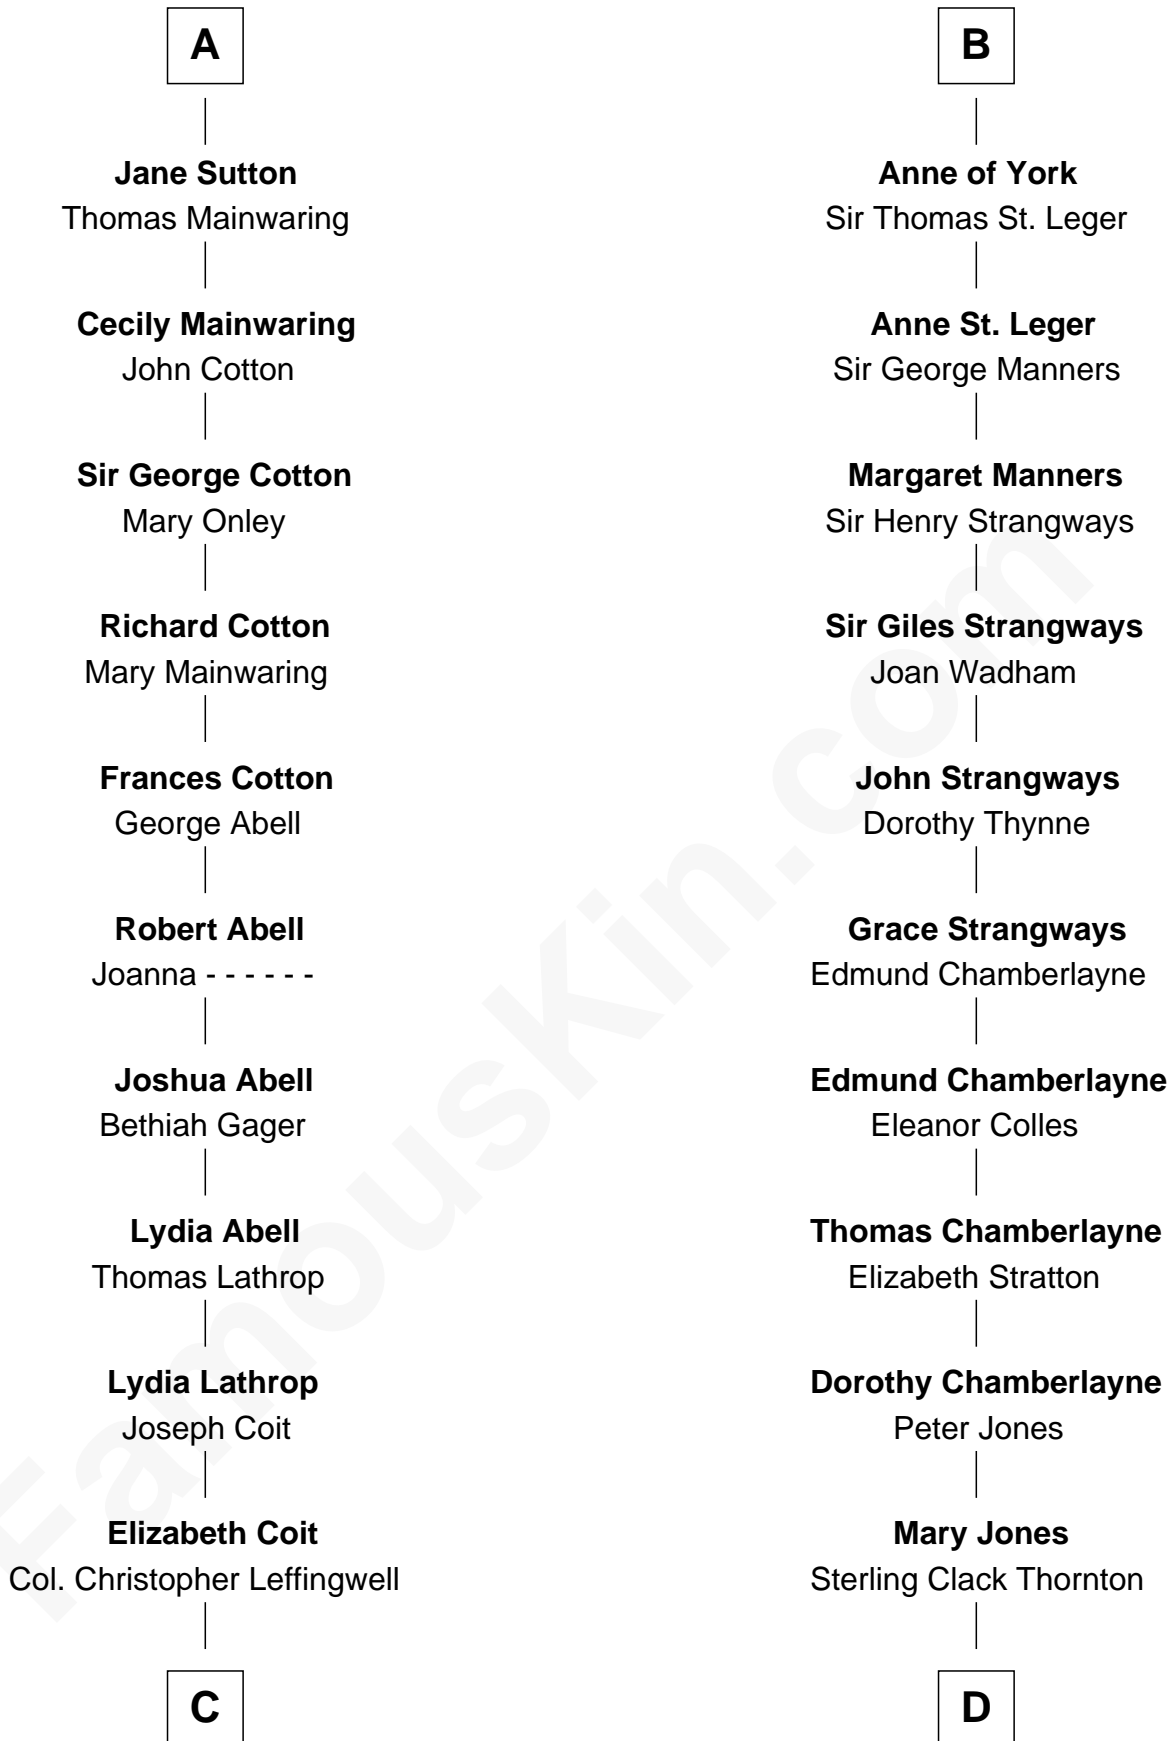 A
Jane Sutton
Thomas Mainwaring
Cecily Mainwaring
John Cotton
Sir George Cotton
Mary Onley
Richard Cotton
Mary Mainwaring
Frances Cotton
George Abell
Robert Abell
Joanna - - - - - -
Joshua Abell
Bethiah Gager
Lydia Abell
Thomas Lathrop
Lydia Lathrop
Joseph Coit
Elizabeth Coit
Col. Christopher Leffingwell
C
B
Anne of York
Sir Thomas St. Leger
Anne St. Leger
Sir George Manners
Margaret Manners
Sir Henry Strangways
Sir Giles Strangways
Joan Wadham
John Strangways
Dorothy Thynne
Grace Strangways
Edmund Chamberlayne
Edmund Chamberlayne
Eleanor Colles
Thomas Chamberlayne
Elizabeth Stratton
Dorothy Chamberlayne
Peter Jones
Mary Jones
Sterling Clack Thornton
D
FamousKin.com